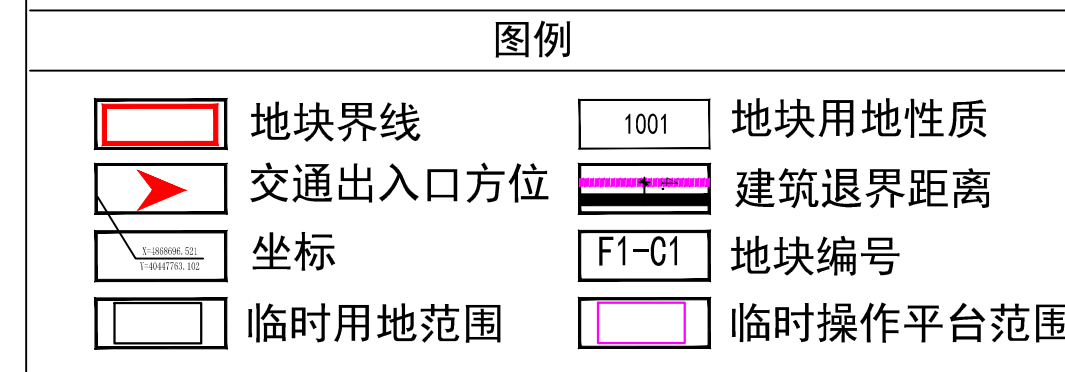 图例
地块界线
1001 地块用地性质
交通出入口方位
建筑退界距离
X=4868696.521
Y=40447763.102
坐标
F1-C1 地块编号
临时用地范围
临时操作平台范围